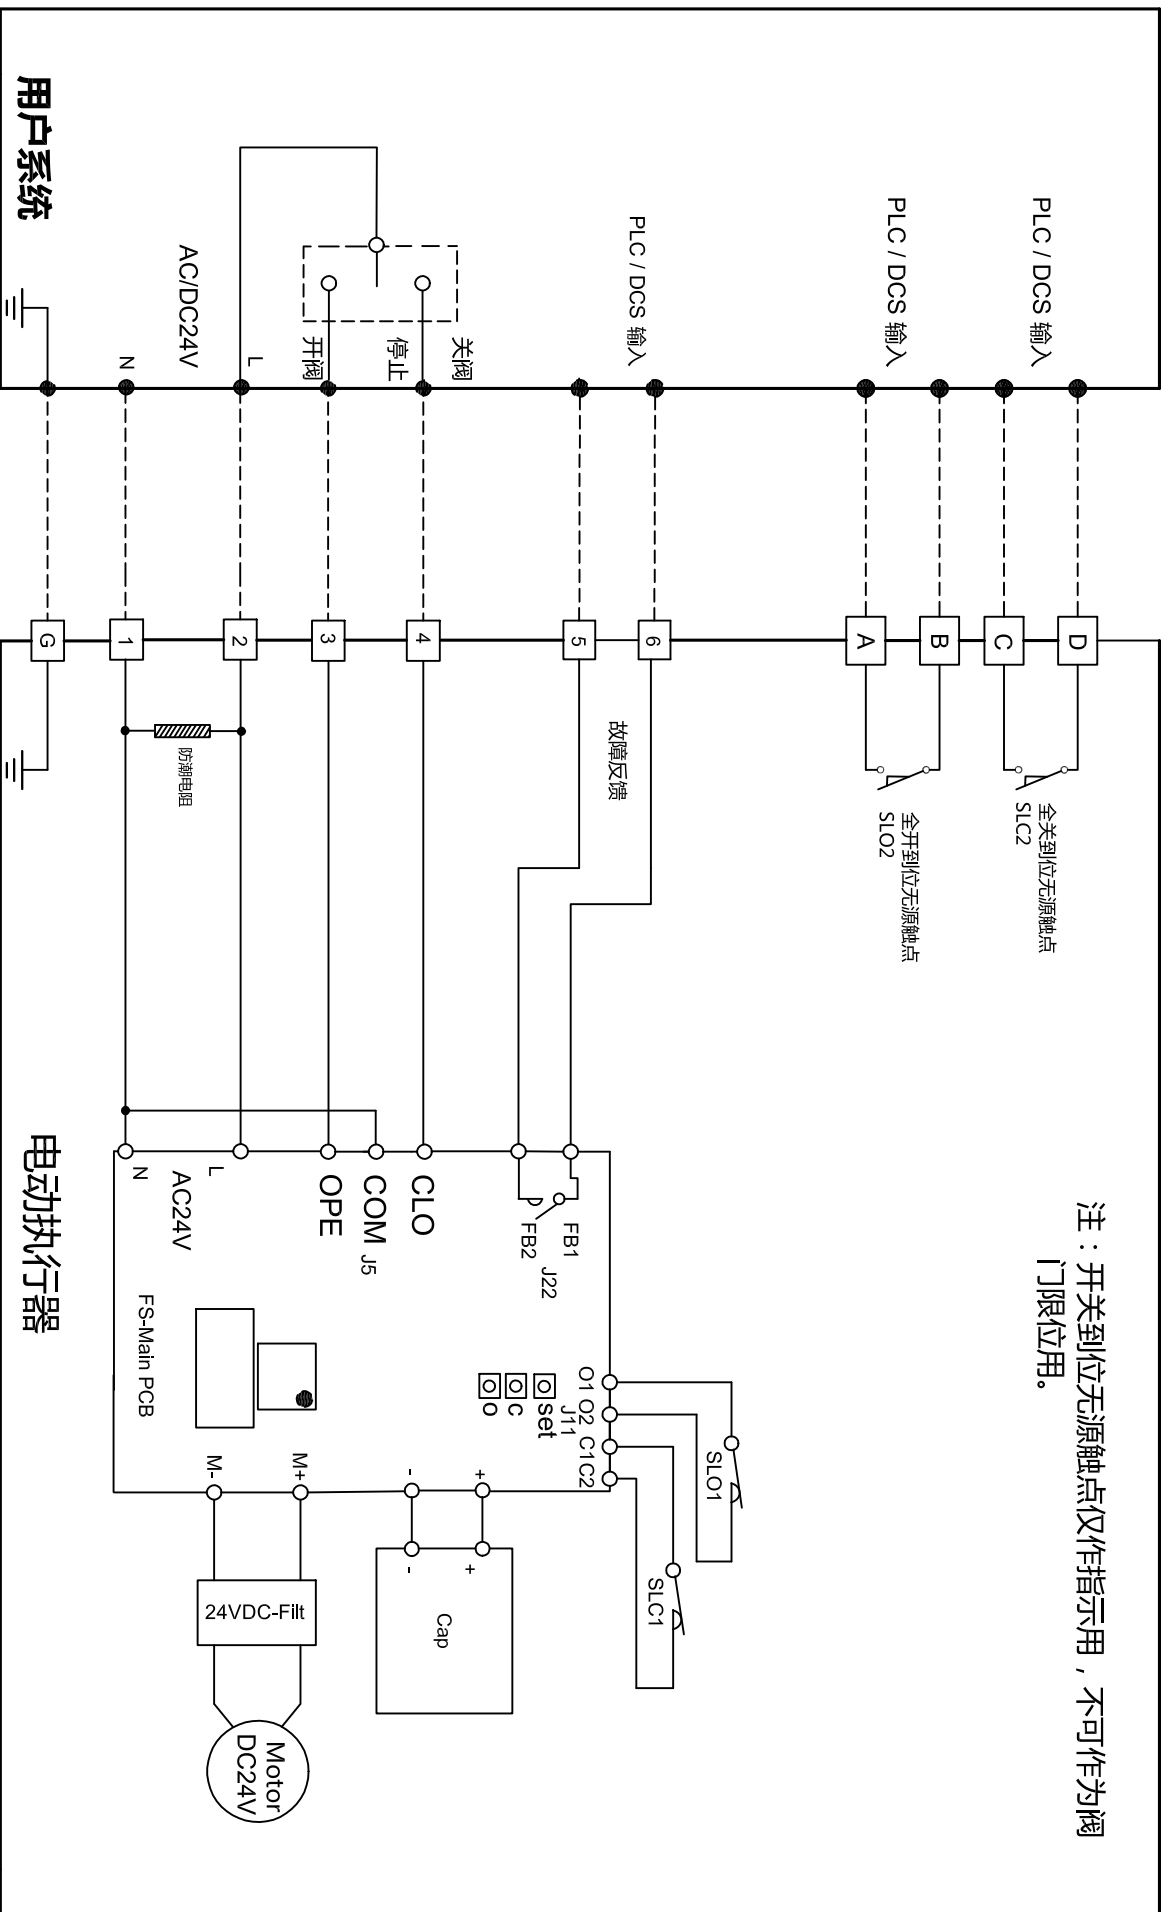 注：开关到位无源触点仅作指示用，不可作为阀
门限位用。
PLC / DCS 输入
PLC / DCS 输入
PLC / DCS 输入
关阀
停止
开阀
L
AC/DC24V
N
用户系统
D
C
B
A
6
5
4
3
2
1
G
全关到位无源触点
SLC2
全开到位无源触点
SLO2
故障反馈
防潮电阻
SLO1
SLC1
O1 O2 C1 C2
J11
FB1
FB2
J22
set
c
o
CLO
COM J5
OPE
L
AC24V
N
FS-Main PCB
+
-
+
-
Cap
M+
M-
24VDC-Filt
Motor
DC24V
电动执行器